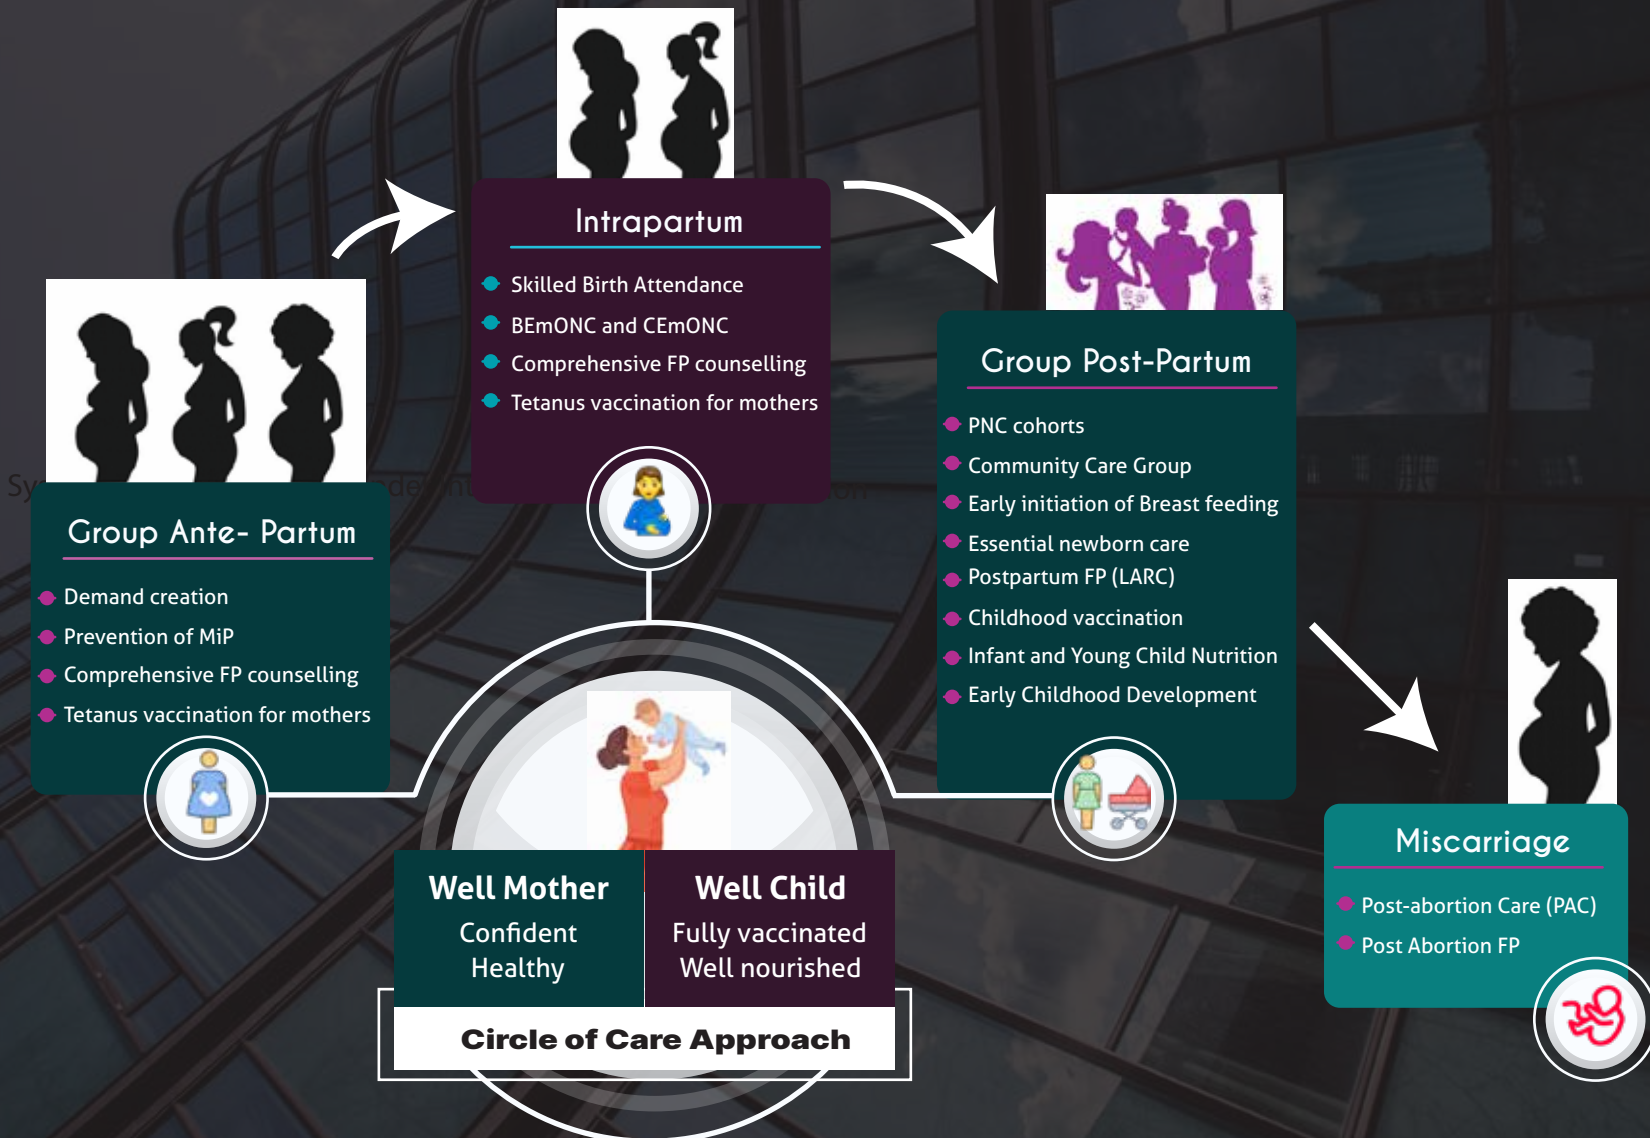 Intrapartum
Skilled Birth Attendance
BEmONC and CEmONC
Comprehensive FP counselling
Tetanus vaccination for mothers
Group Ante- Partum
Demand creation
Prevention of MiP
Comprehensive FP counselling
Tetanus vaccination for mothers
Group Post-Partum
PNC cohorts
Community Care Group
Early initiation of Breast feeding
Essential newborn care
Postpartum FP (LARC)
Childhood vaccination
Infant and Young Child Nutrition
Early Childhood Development
Miscarriage
Post-abortion Care (PAC)
Post Abortion FP
Well Mother
Confident
Healthy
Well Child
Fully vaccinated
Well nourished
Circle of Care Approach